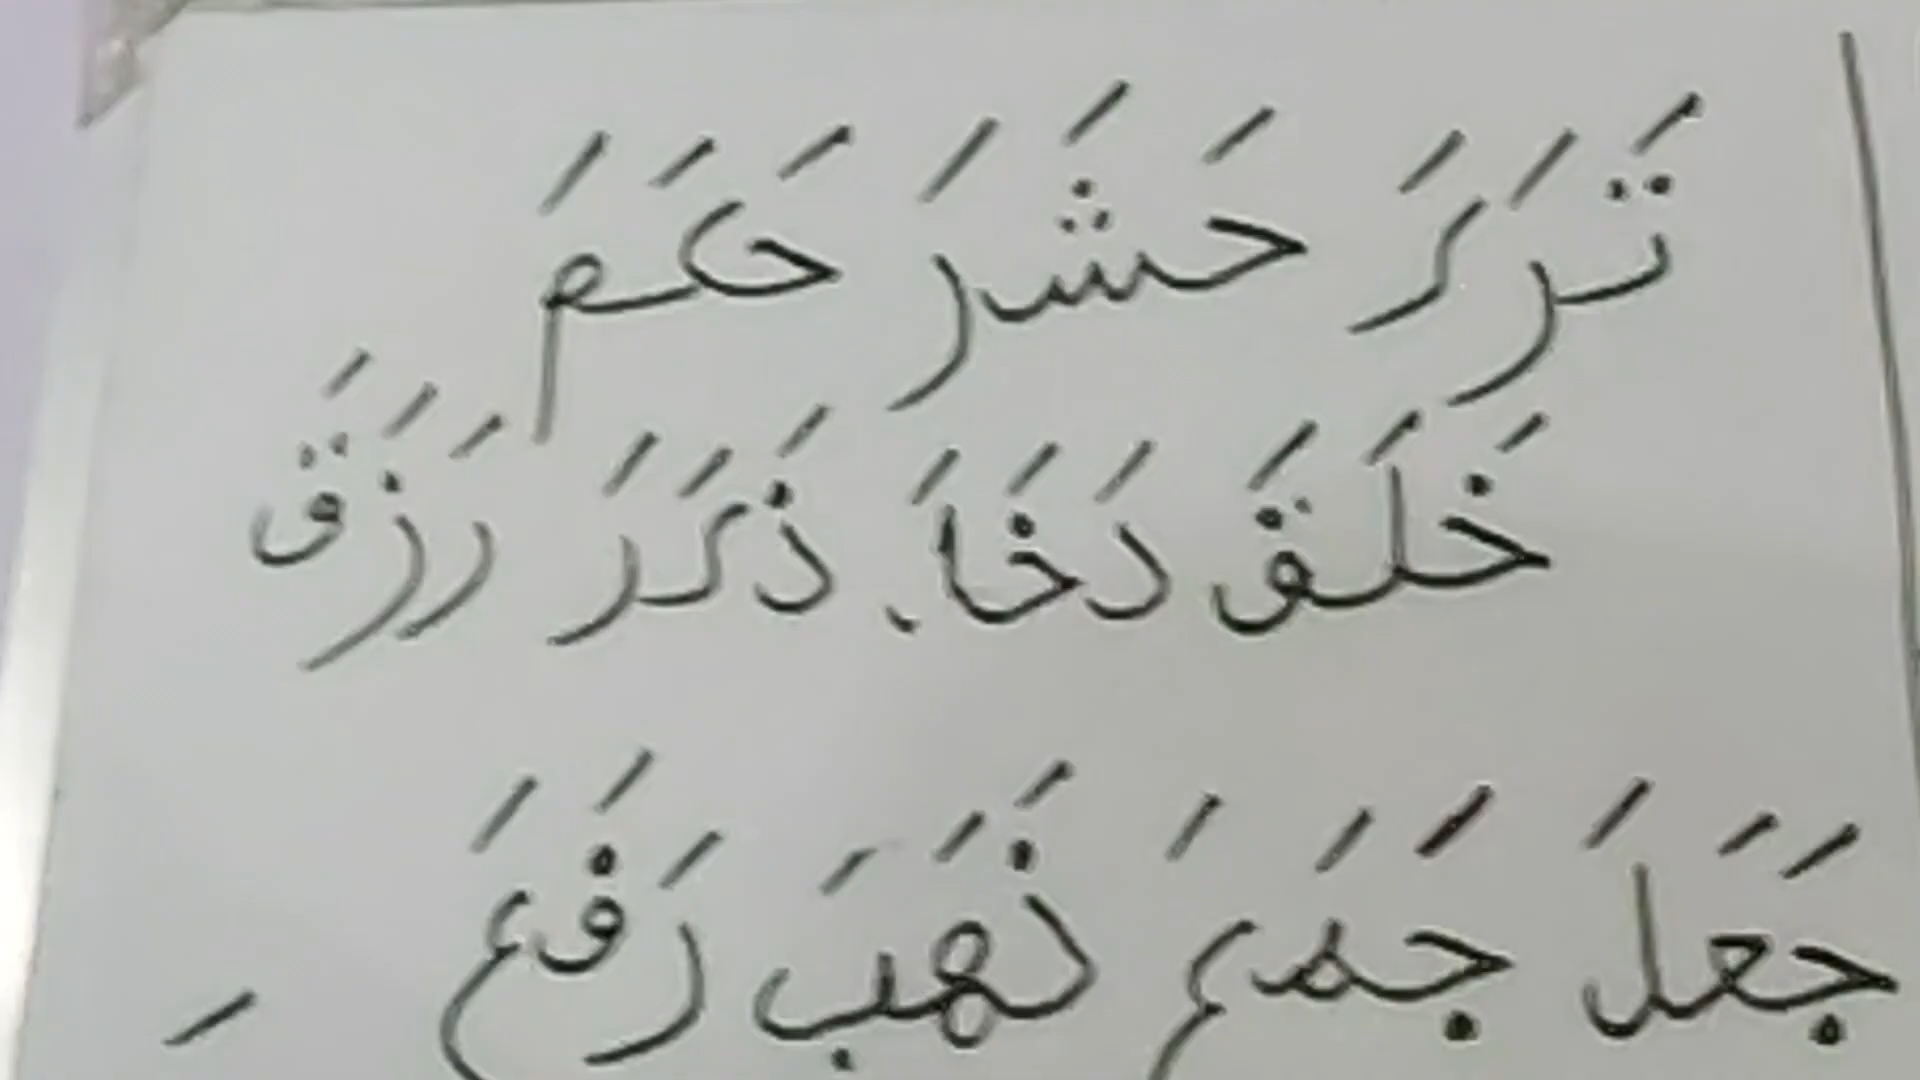 تَرَكَ حَشَرَ حَكَمَ
خَلَقَ دَخَلَ ذَكَرَ رَزَقَ
جَعَلَ جَمَعَ ذَهَبَ رَفَعَ